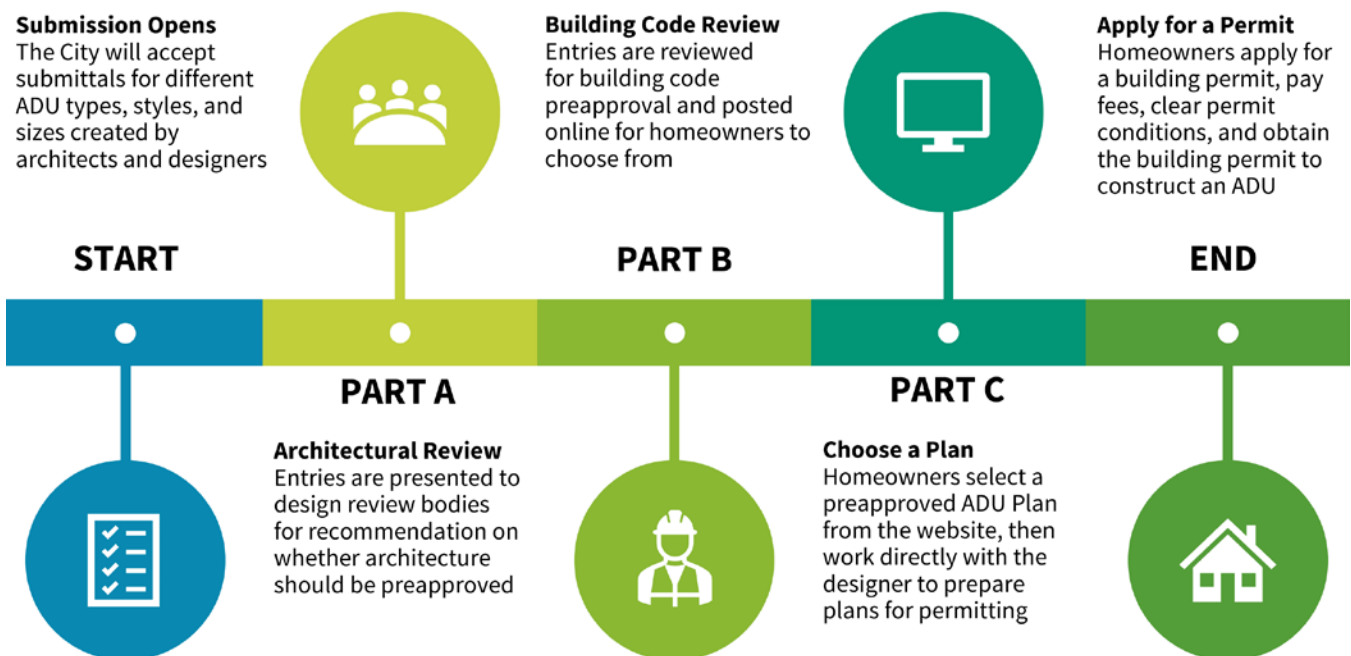 Submission Opens
The City will accept
submittals for different
ADU types, styles, and
sizes created by
architects and designers
START
PART A
Architectural Review
Entries are presented to
design review bodies
for recommendation on
whether architecture
should be preapproved
Building Code Review
Entries are reviewed
for building code
preapproval and posted
online for homeowners to
choose from
PART B
PART C
Choose a Plan
Homeowners select a
preapproved ADU Plan
from the website, then
work directly with the
designer to prepare
plans for permitting
Apply for a Permit
Homeowners apply for
a building permit, pay
fees, clear permit
conditions, and obtain
the building permit to
construct an ADU
END